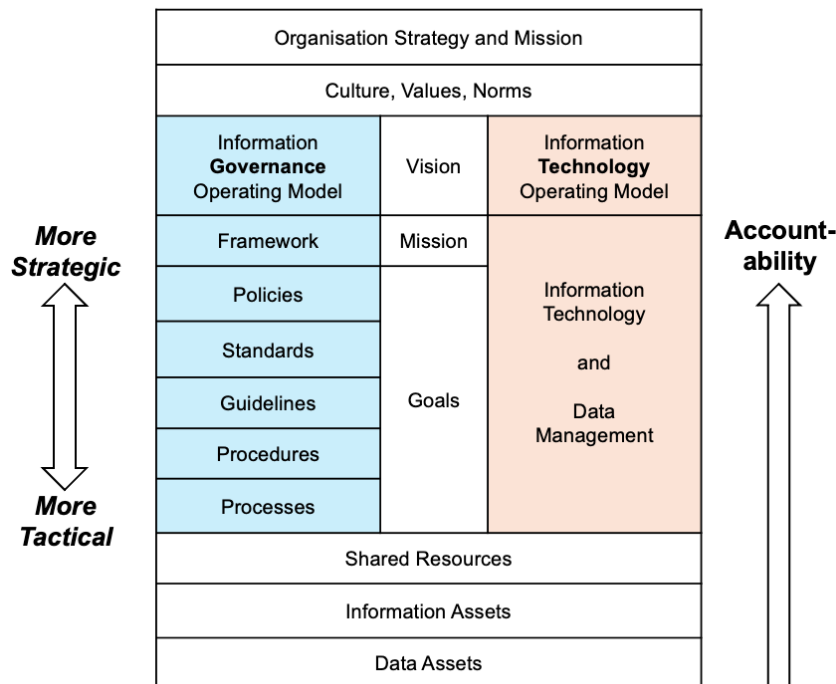 Organisation Strategy and Mission
Culture, Values, Norms
Information
Governance
Operating Model
Vision
Information
Technology
Operating Model
More
Strategic
Framework
Mission
Account-
ability
Policies
Standards
Guidelines
Procedures
Processes
Goals
Information
Technology
and
Data
Management
More
Tactical
Shared Resources
Information Assets
Data Assets